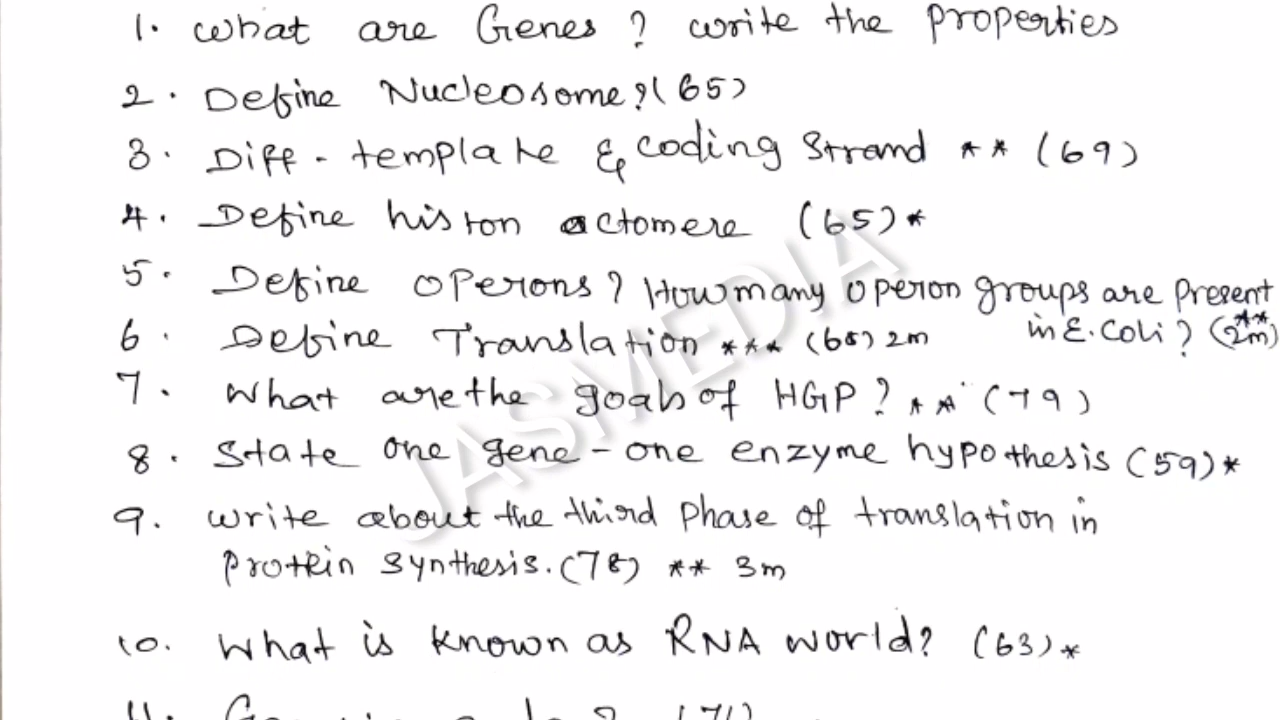 1. What are Genes ? write the properties
2. Define Nucleosome?(65)
3. Diff - template & coding Strand ** (69)
4. Define histon actomere (65)*
5. Define operons? How many operon groups are present
in E. Coli ? (2m)**
6. Define Translation *** (68) 2m
7. What are the goals of HGP? ** (79)
8. State one gene - one enzyme hypothesis (59)*
9. write about the third phase of translation in
protein synthesis. (78) ** 3m
10. What is known as RNA world? (63)*
11.
JASMEDIA